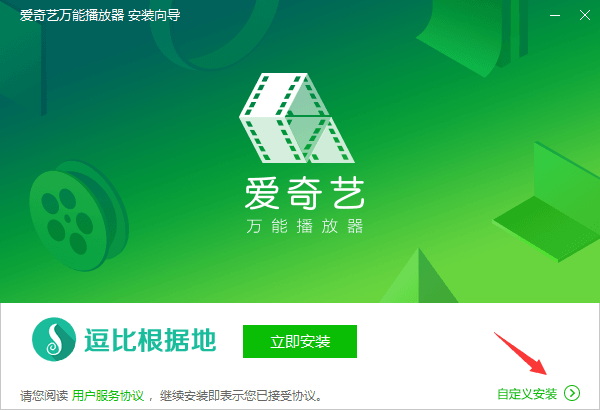 爱奇艺万能播放器 安装向导
爱奇艺
万能播放器
逗比根据地
立即安装
请您阅读 用户服务协议 ，继续安装即表示您已接受协议。
自定义安装